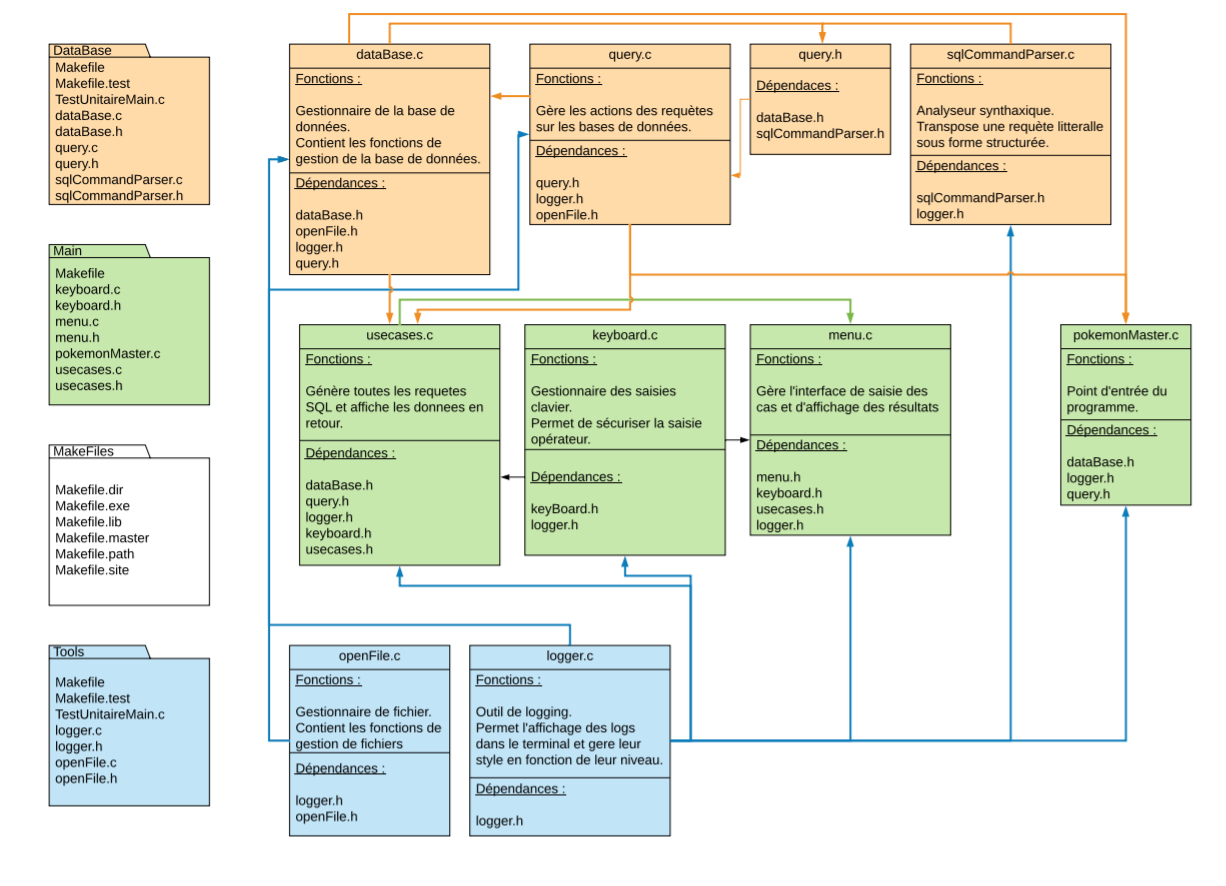 DataBase
Makefile
Makefile.test
TestUnitaireMain.c
dataBase.c
dataBase.h
query.c
query.h
sqlCommandParser.c
sqlCommandParser.h
Main
Makefile
keyboard.c
keyboard.h
menu.c
menu.h
pokemonMaster.c
usecases.c
usecases.h
MakeFiles
Makefile.dir
Makefile.exe
Makefile.lib
Makefile.master
Makefile.path
Makefile.site
Tools
Makefile
Makefile.test
TestUnitaireMain.c
logger.c
logger.h
openFile.c
openFile.h
dataBase.c
Fonctions :
Gestionnaire de la base de
données.
Contient les fonctions de
gestion de la base de données.
Dépendances :
dataBase.h
openFile.h
logger.h
query.h
query.c
Fonctions :
Gère les actions des requètes
sur les bases de données.
Dépendances :
query.h
logger.h
openFile.h
query.h
Dépendaces :
dataBase.h
sqlCommandParser.h
sqlCommandParser.c
Fonctions :
Analyseur synthaxique.
Transpose une requète litteralle
sous forme structurée.
Dépendances :
sqlCommandParser.h
logger.h
usecases.c
Fonctions :
Génère toutes les requetes
SQL et affiche les donnees en
retour.
Dépendances :
dataBase.h
query.h
logger.h
keyboard.h
usecases.h
keyboard.c
Fonctions :
Gestionnaire des saisies
clavier.
Permet de sécuriser la saisie
opérateur.
Dépendances :
keyBoard.h
logger.h
menu.c
Fonctions :
Gère l'interface de saisie des
cas et d'affichage des résultats
Dépendances :
menu.h
keyboard.h
usecases.h
logger.h
pokemonMaster.c
Fonctions :
Point d'entrée du
programme.
Dépendances :
dataBase.h
logger.h
query.h
openFile.c
Fonctions :
Gestionnaire de fichier.
Contient les fonctions de
gestion de fichiers
Dépendances :
logger.h
openFile.h
logger.c
Fonctions :
Outil de logging.
Permet l'affichage des logs
dans le terminal et gere leur
style en fonction de leur niveau.
Dépendances :
logger.h